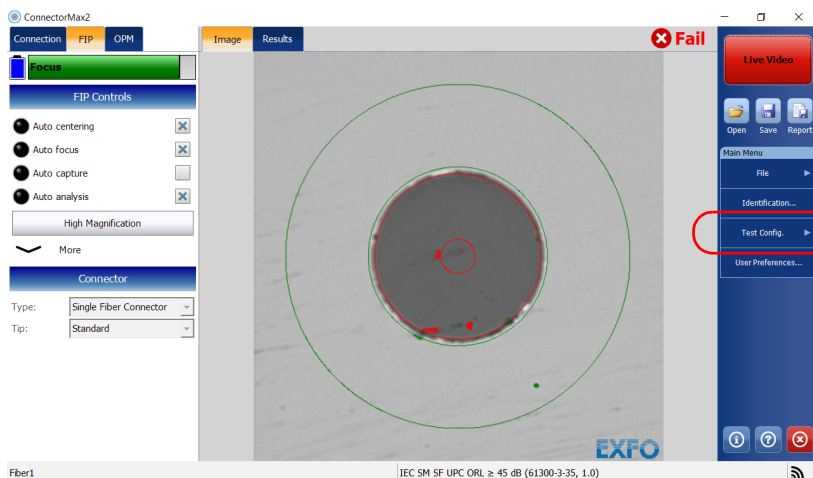 ConnectorMax2
Connection FIP OPM
Image Results
Fail
Focus
FIP Controls
Auto centering
Auto focus
Auto capture
Auto analysis
High Magnification
More
Connector
Type: Single Fiber Connector
Tip: Standard
Live Video
Open Save Report
Main Menu
File
Identification...
Test Config.
User Preferences...
EXFO
Fiber1
IEC SM SF UPC ORL ≥ 45 dB (61300-3-35, 1.0)